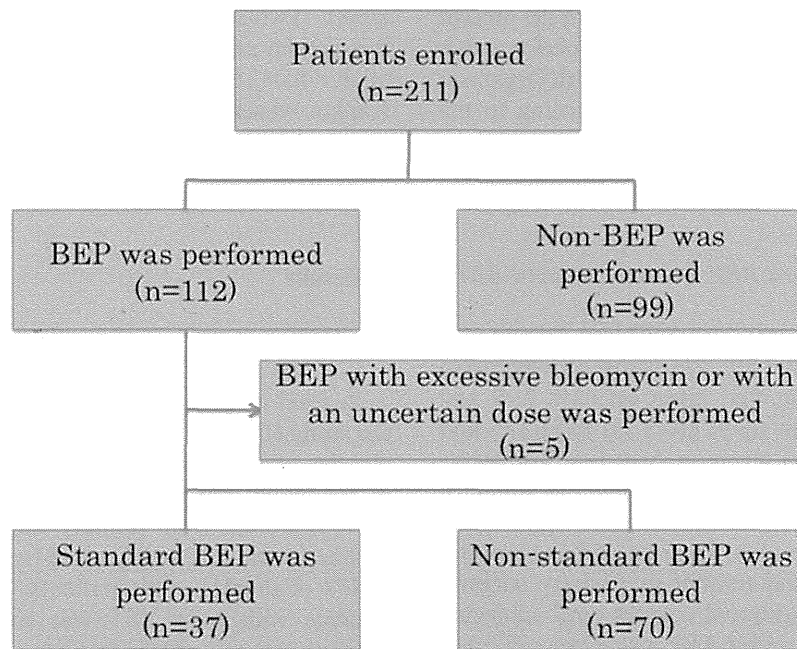 Patients enrolled
(n=211)
BEP was performed
(n=112)
Non-BEP was
performed
(n=99)
BEP with excessive bleomycin or with
an uncertain dose was performed
(n=5)
Standard BEP was
performed
(n=37)
Non-standard BEP was
performed
(n=70)